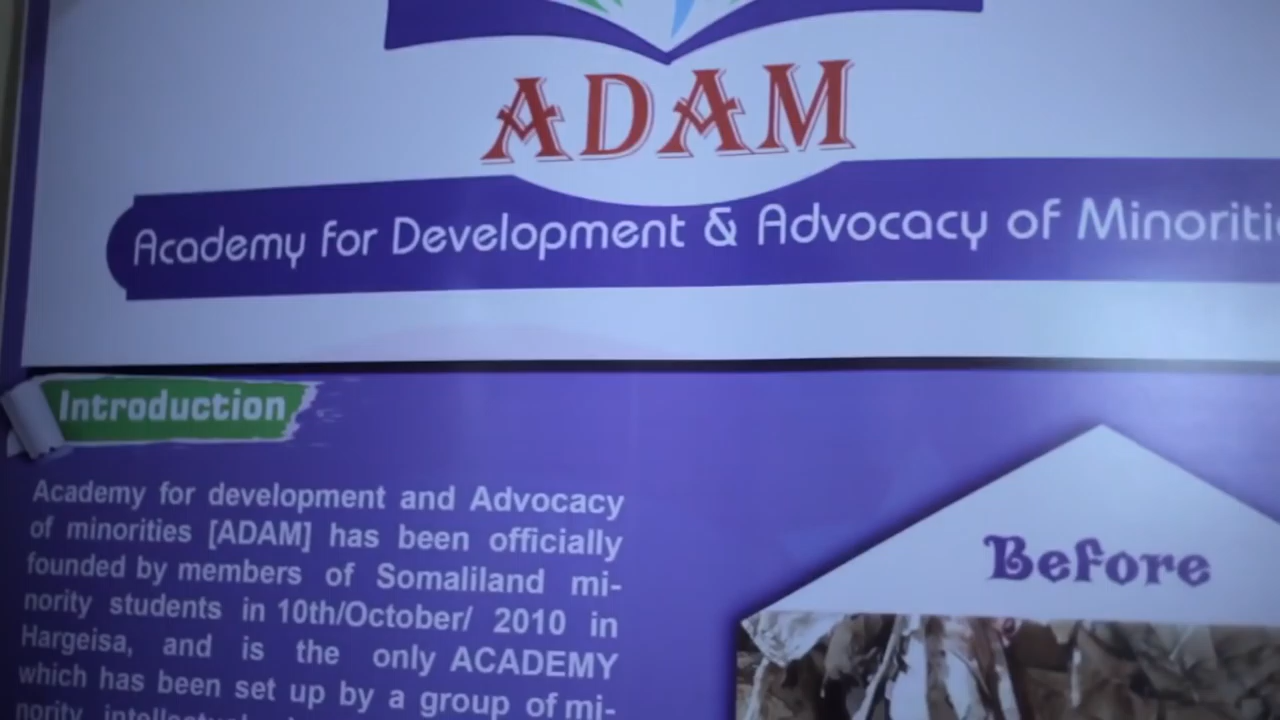 ADAM
Academy for Development & Advocacy of
Introduction
Academy for development and Advocacy
of minorities [ADAM] has been officially
founded by members of Somaliland mi-
nority students in 10th/October/ 2010 in
Hargeisa, and is the only ACADEMY
which has been set up by a group of mi-
nority
Before